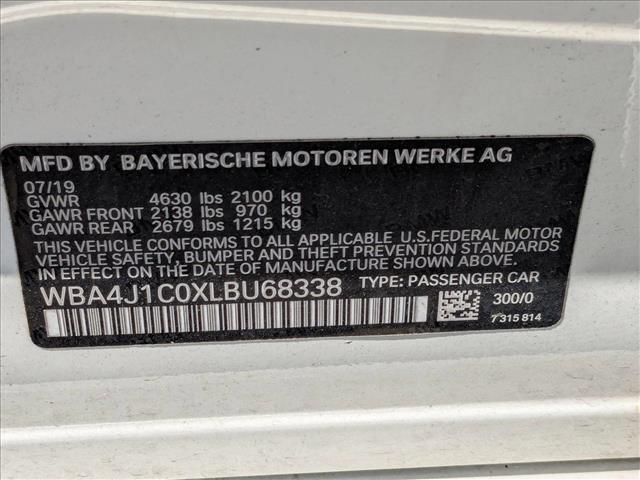 MFD BY BAYERISCHE MOTOREN WERKE AG
07/19
GVWR 4630 lbs 2100 kg
GAWR FRONT 2138 lbs 970 kg
GAWR REAR 2679 lbs 1215 kg
THIS VEHICLE CONFORMS TO ALL APPLICABLE U.S.FEDERAL MOTOR
VEHICLE SAFETY, BUMPER AND THEFT PREVENTION STANDARDS
IN EFFECT ON THE DATE OF MANUFACTURE SHOWN ABOVE.
WBA4J1C0XLBU68338 TYPE: PASSENGER CAR
300/0
7 315 814